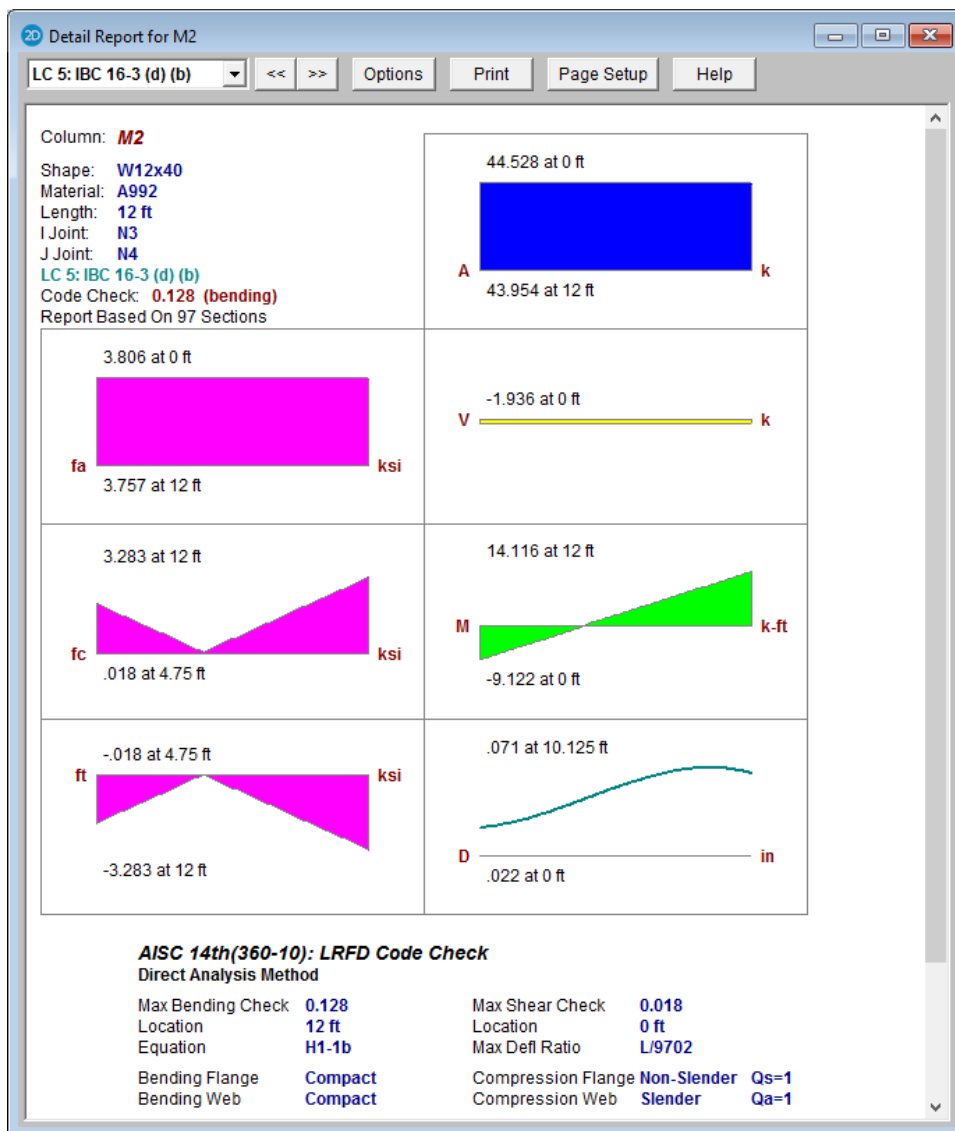 2D Detail Report for M2
LC 5: IBC 16-3 (d) (b) << >> Options Print Page Setup Help
Column: M2
Shape: W12x40
Material: A992
Length: 12 ft
I Joint: N3
J Joint: N4
LC 5: IBC 16-3 (d) (b)
Code Check: 0.128 (bending)
Report Based On 97 Sections
44.528 at 0 ft
A k
43.954 at 12 ft
3.806 at 0 ft
fa ksi
3.757 at 12 ft
-1.936 at 0 ft
V k
3.283 at 12 ft
fc ksi
.018 at 4.75 ft
14.116 at 12 ft
M k-ft
-9.122 at 0 ft
-.018 at 4.75 ft
ft ksi
-3.283 at 12 ft
.071 at 10.125 ft
D in
.022 at 0 ft
AISC 14th(360-10): LRFD Code Check
Direct Analysis Method
Max Bending Check 0.128 Max Shear Check 0.018
Location 12 ft Location 0 ft
Equation H1-1b Max Defl Ratio L/9702
Bending Flange Compact Compression Flange Non-Slender Qs=1
Bending Web Compact Compression Web Slender Qa=1